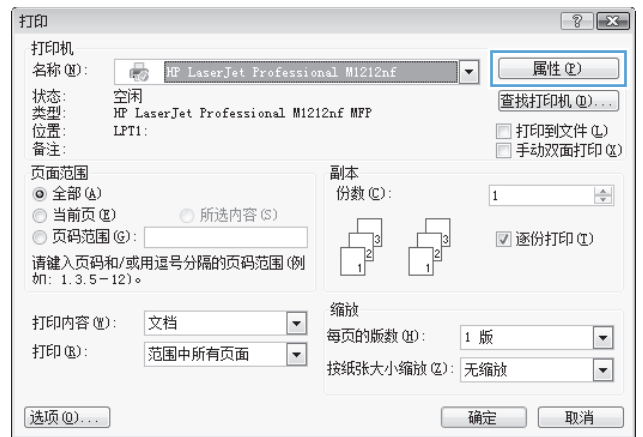 打印
打印机
名称(N): HP LaserJet Professional M1212nf 属性(P)
状态: 空闲 查找打印机(D)...
类型: HP LaserJet Professional M1212nf MFP
位置: LPT1: 打印到文件(L)
备注: 手动双面打印(X)
页面范围
全部(A)
当前页(E) 所选内容(S)
页码范围(G):
请键入页码和/或用逗号分隔的页码范围(例
如: 1.3.5-12)。
副本
份数(C): 1
3 3
2 2
1 1
逐份打印(T)
打印内容(W): 文档
打印(R): 范围中所有页面
缩放
每页的版数(H): 1 版
按纸张大小缩放(Z): 无缩放
选项(O)... 确定 取消